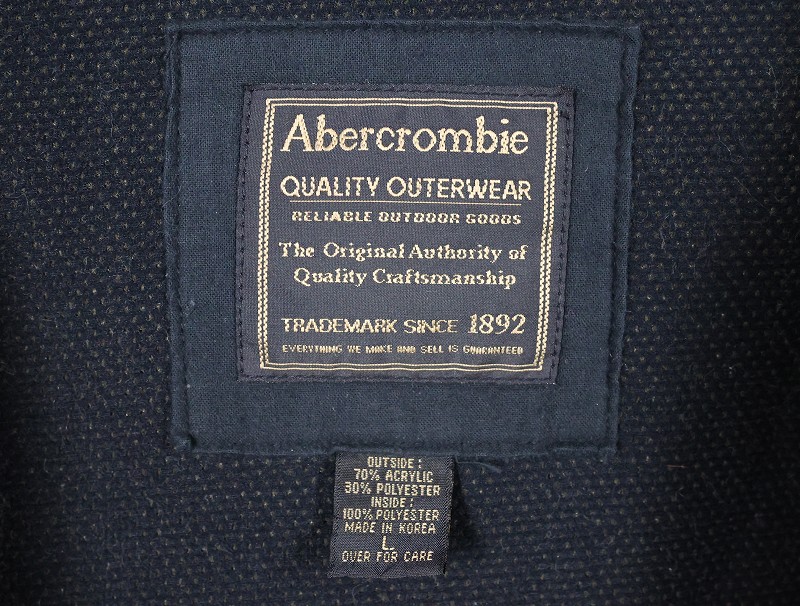 Abercrombie
QUALITY OUTERWEAR
RELIABLE OUTDOOR GOODS
The Original Authority of
Quality Craftsmanship
TRADEMARK SINCE 1892
EVERYTHING WE MAKE AND SELL IS GUARANTEED
OUTSIDE:
70% ACRYLIC
30% POLYESTER
INSIDE:
100% POLYESTER
MADE IN KOREA
L
OVER FOR CARE